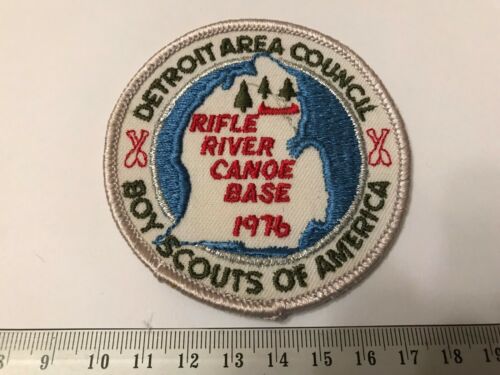 DETROIT AREA COUNCIL
RIFLE
RIVER
CANOE
BASE
1976
BOY SCOUTS OF AMERICA
8 9 10 11 12 13 14 15 16 17 18 19